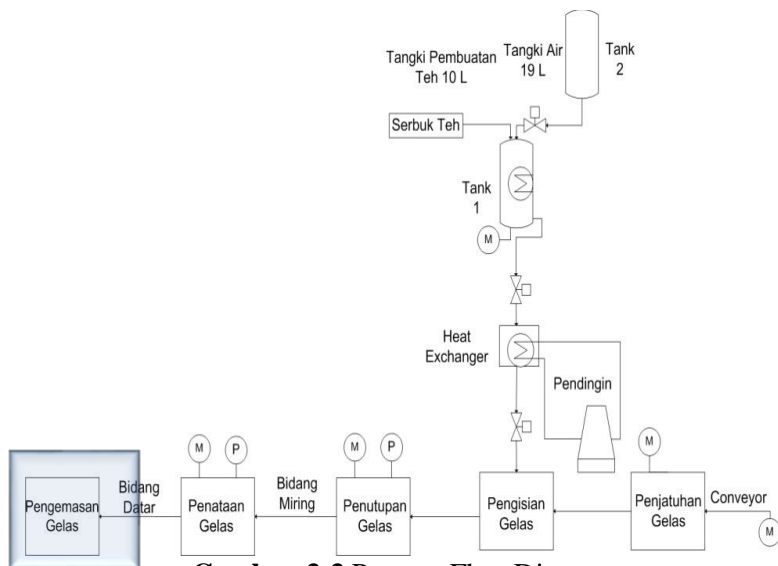 Tangki Pembuatan
Teh 10 L
Tangki Air
19 L
Tank
2
Serbuk Teh
Tank
1
M
Heat
Exchanger
Pendingin
M
P
M
P
M
Pengemasan
Gelas
Bidang
Datar
Penataan
Gelas
Bidang
Miring
Penutupan
Gelas
Pengisian
Gelas
Penjatuhan
Gelas
Conveyor
M